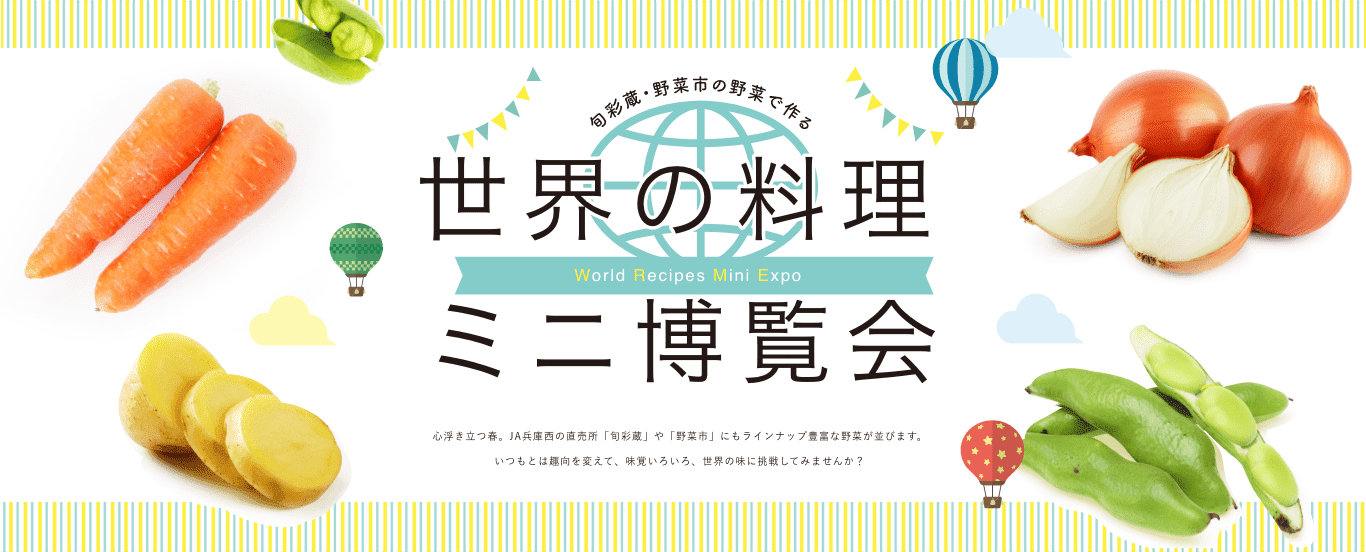 旬彩蔵・野菜市の野菜で作る
世界の料理
World Recipes Mini Expo
ミニ博覧会
心浮き立つ春。JA兵庫西の直売所「旬彩蔵」や「野菜市」にもラインナップ豊富な野菜が並びます。
いつもとは趣向を変えて、味覚いろいろ、世界の味に挑戦してみませんか？